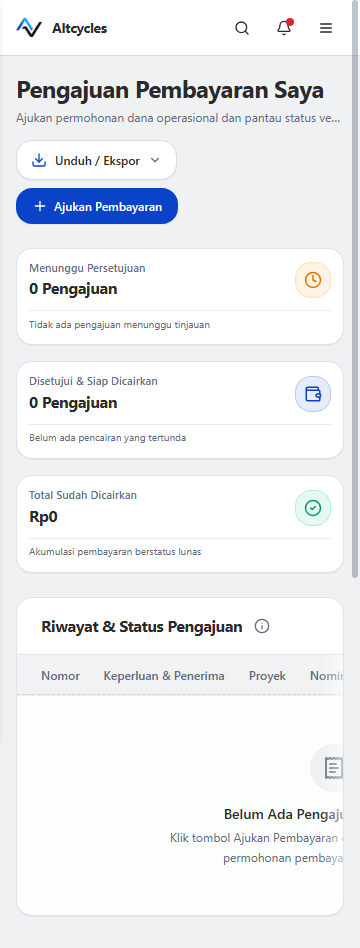 Altcycles
Pengajuan Pembayaran Saya
Ajukan permohonan dana operasional dan pantau status ve...
Unduh / Ekspor
Ajukan Pembayaran
Menunggu Persetujuan
0 Pengajuan
Tidak ada pengajuan menunggu tinjauan
Disetujui & Siap Dicairkan
0 Pengajuan
Belum ada pencairan yang tertunda
Total Sudah Dicairkan
Rp0
Akumulasi pembayaran berstatus lunas
Riwayat & Status Pengajuan
Nomor Keperluan & Penerima Proyek Nomin
Belum Ada Pengaju
Klik tombol Ajukan Pembayaran
permohonan pembaya